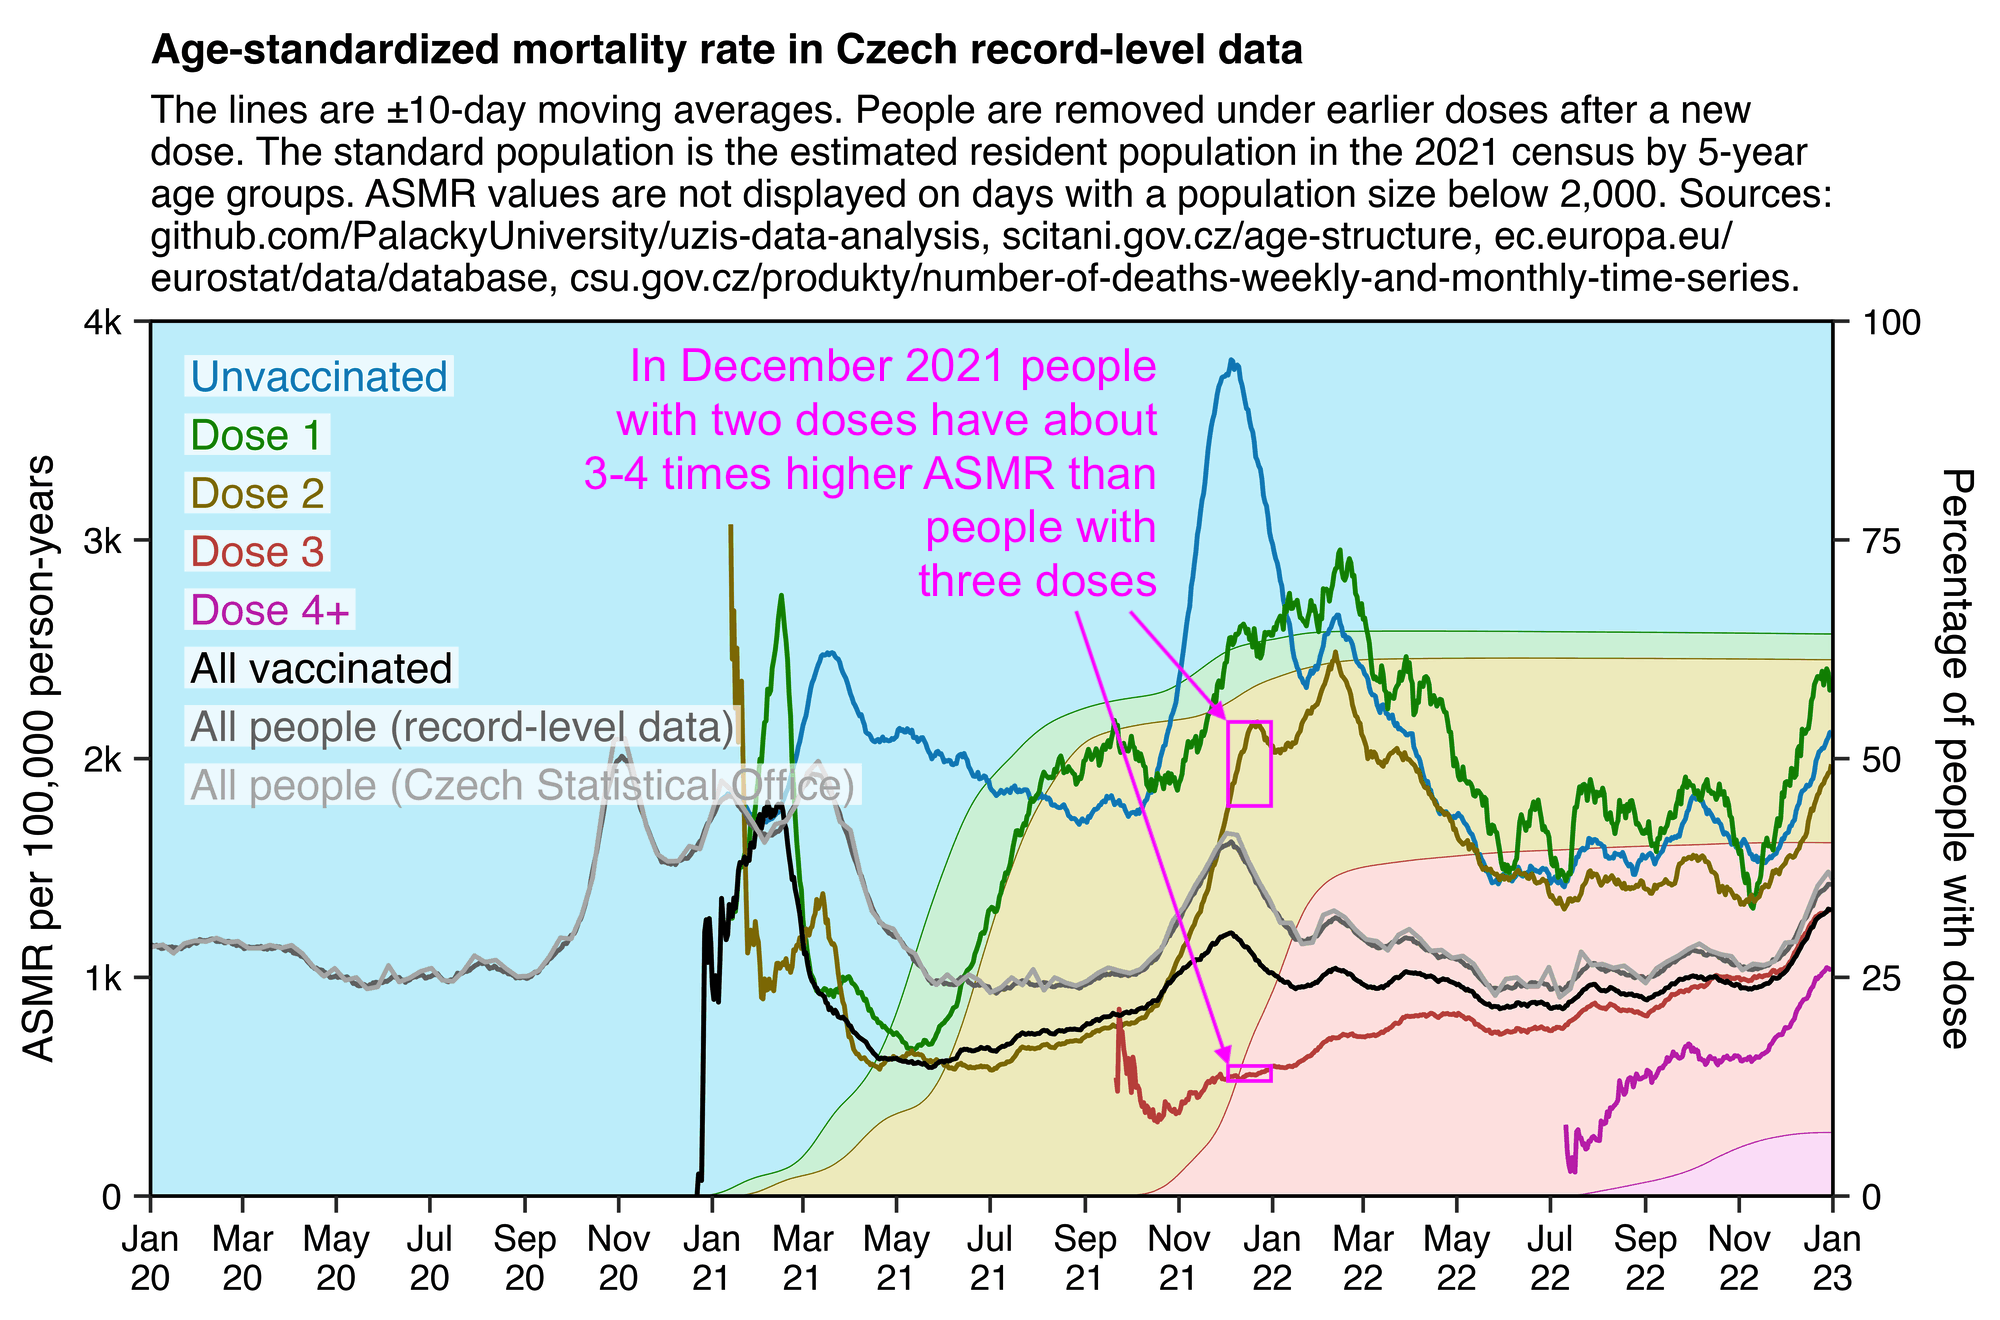 Age-standardized mortality rate in Czech record-level data
The lines are ±10-day moving averages. People are removed under earlier doses after a new
dose. The standard population is the estimated resident population in the 2021 census by 5-year
age groups. ASMR values are not displayed on days with a population size below 2,000. Sources:
github.com/PalackyUniversity/uzis-data-analysis, scitani.gov.cz/age-structure, ec.europa.eu/
eurostat/data/database, csu.gov.cz/produkty/number-of-deaths-weekly-and-monthly-time-series.
ASMR per 100,000 person-years
4k
3k
2k
1k
0
Unvaccinated
Dose 1
Dose 2
Dose 3
Dose 4+
All vaccinated
All people (record-level data)
All people (Czech Statistical Office)
In December 2021 people
with two doses have about
3-4 times higher ASMR than
people with
three doses
100
75
50
25
0
Percentage of people with dose
Jan Mar May Jul Sep Nov Jan Mar May Jul Sep Nov Jan Mar May Jul Sep Nov Jan
20 20 20 20 20 20 21 21 21 21 21 21 22 22 22 22 22 22 23